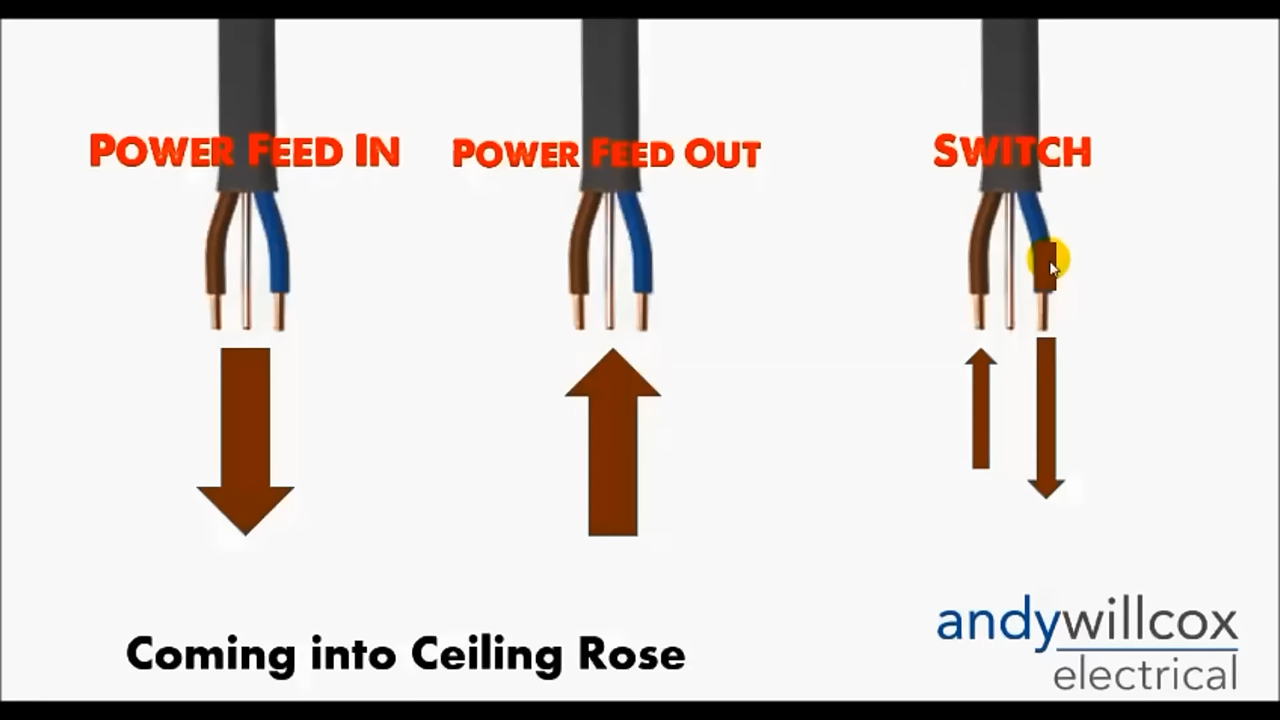 POWER FEED IN
POWER FEED OUT
SWITCH
Coming into Ceiling Rose
andywillcox
electrical